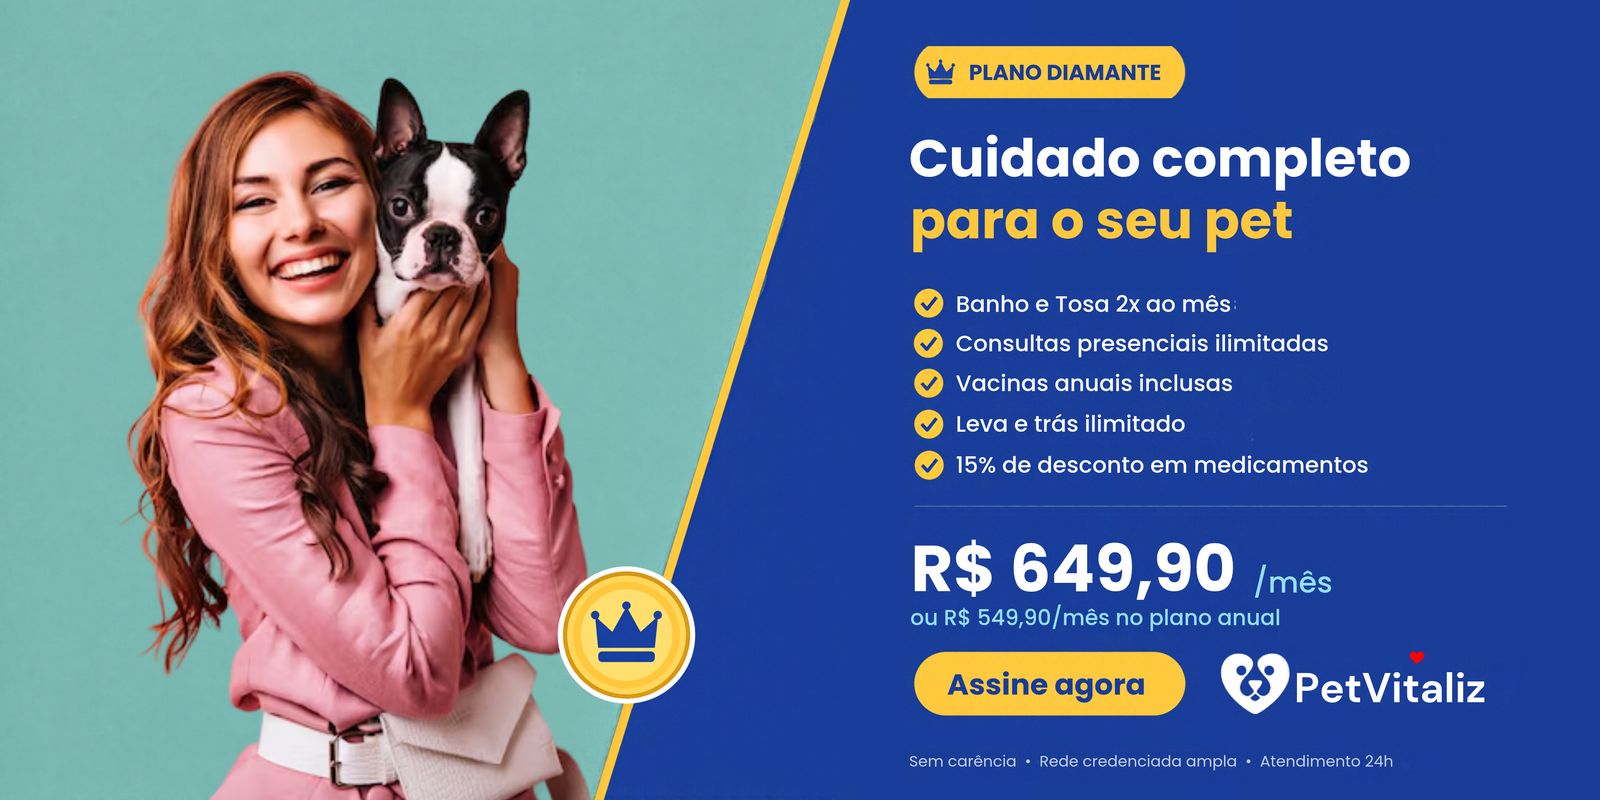 PLANO DIAMANTE
Cuidado completo
para o seu pet
Banho e Tosa 2x ao mês
Consultas presenciais ilimitadas
Vacinas anuais inclusas
Leva e trás ilimitado
15% de desconto em medicamentos
R$ 649,90 /mês
ou R$ 549,90/mês no plano anual
Assine agora
PetVitaliz
Sem carência • Rede credenciada ampla • Atendimento 24h